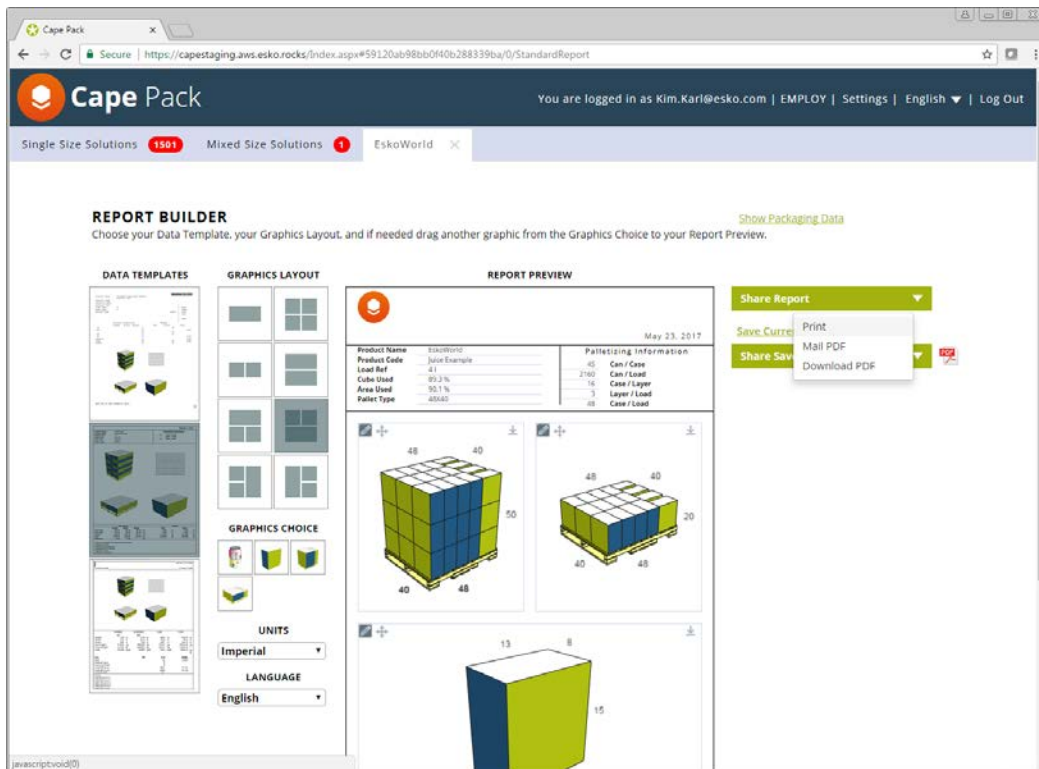 Cape Pack
Secure | https://capestaging.aws.esko.rocks/Index.aspx#59120ab98bb0f40b288339ba/0/StandardReport
Cape Pack
You are logged in as Kim.Karl@esko.com | EMPLOY | Settings | English | Log Out
Single Size Solutions 1501 Mixed Size Solutions 1 EskoWorld
REPORT BUILDER
Show Packaging Data
Choose your Data Template, your Graphics Layout, and if needed drag another graphic from the Graphics Choice to your Report Preview.
DATA TEMPLATES GRAPHICS LAYOUT REPORT PREVIEW
Share Report
Print
Mail PDF
Download PDF
Save Curre
Share Save
PDF
May 23, 2017
Product Name EskoWorld
Product Code Juice Example
Load Ref 4 I
Cube Used 89.3 %
Area Used 90.1 %
Pallet Type 48X40
Palletizing Information
45 Can / Case
2160 Can / Load
16 Case / Layer
3 Layer / Load
48 Case / Load
48 40
50
40 48
48 40
20
40 48
13 8
15
GRAPHICS CHOICE
UNITS
Imperial
LANGUAGE
English
javascript:void(0)